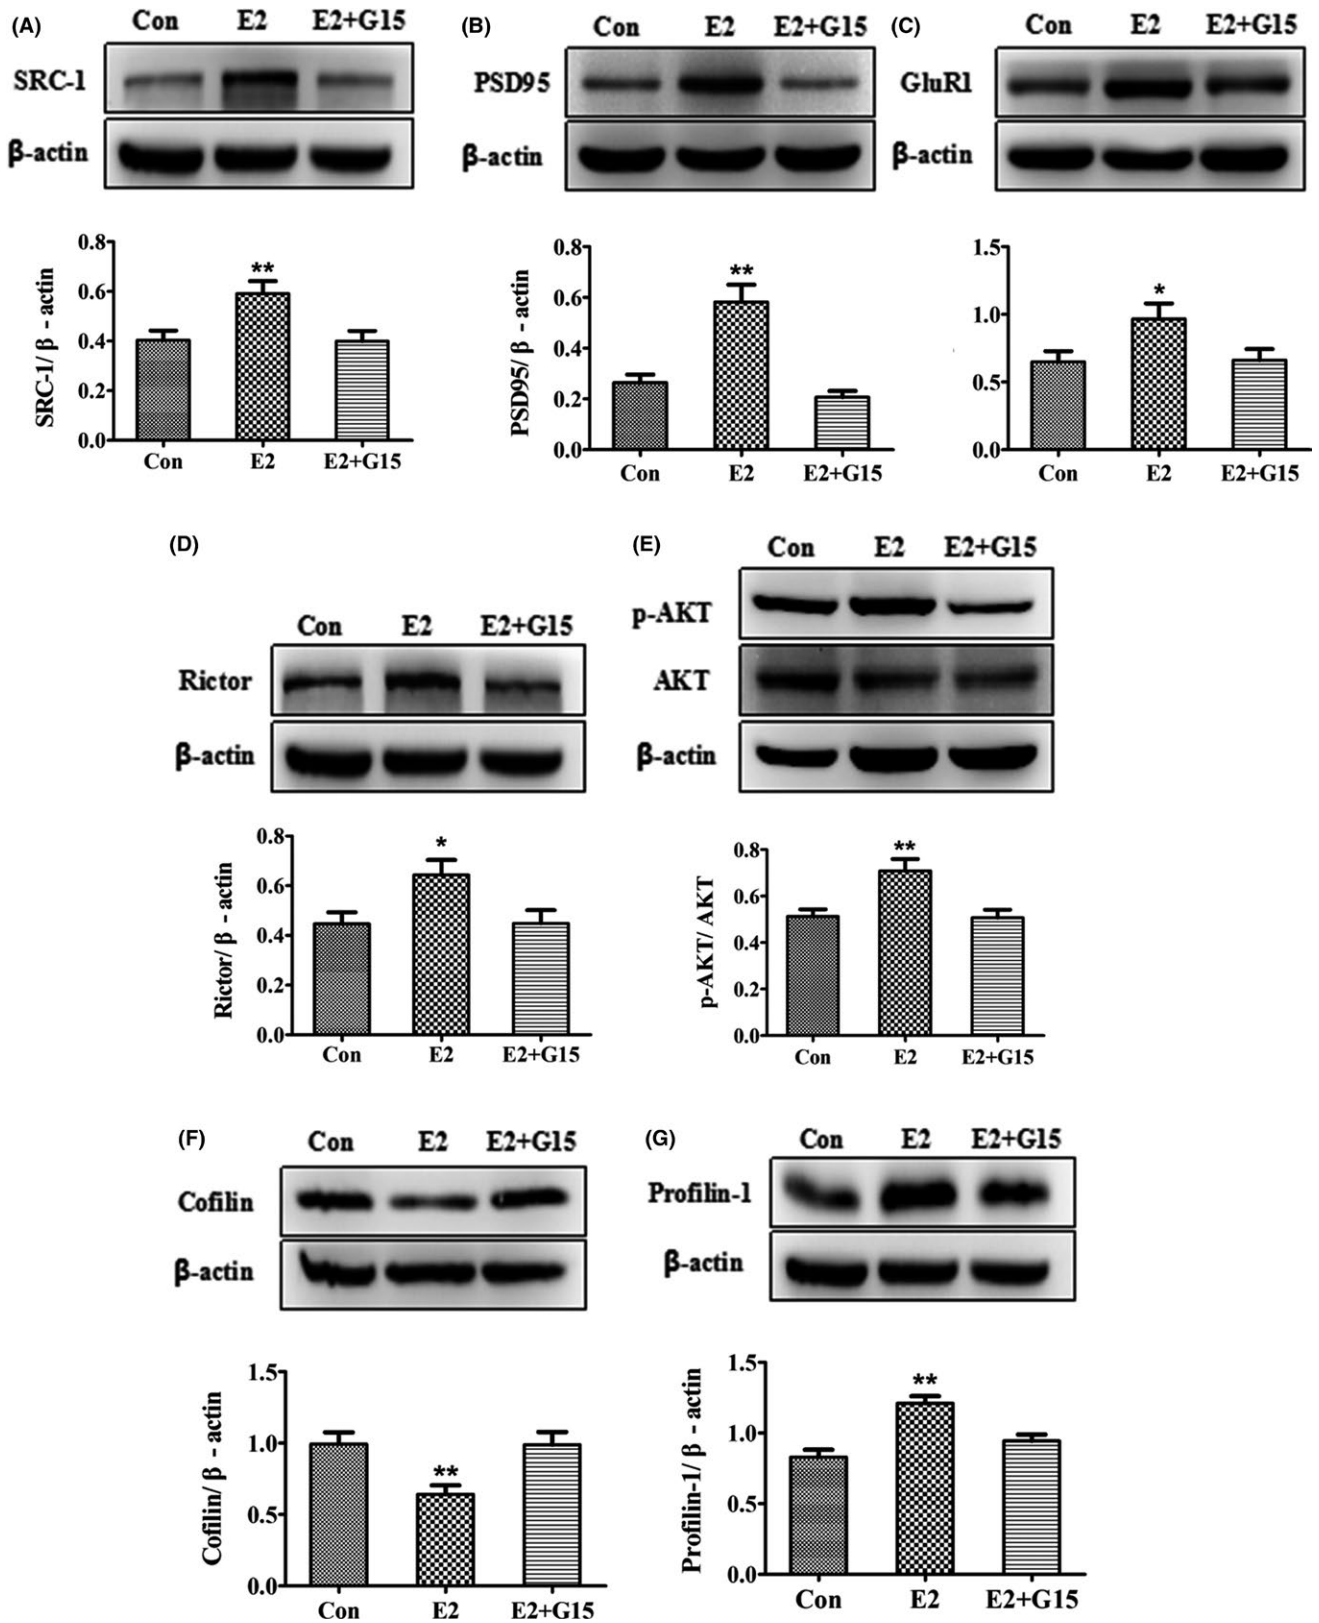 (A) Con E2 E2+G15
SRC-1
β-actin
0.8
0.6
0.4
0.2
0.0
SRC-1/ β - actin
**
Con E2 E2+G15
(B) Con E2 E2+G15
PSD95
β-actin
0.8
0.6
0.4
0.2
0.0
PSD95/ β - actin
**
Con E2 E2+G15
(C) Con E2 E2+G15
GluR1
β-actin
1.5
1.0
0.5
0.0
*
Con E2 E2+G15
(D)
Con E2 E2+G15
Rictor
β-actin
0.8
0.6
0.4
0.2
0.0
Rictor/ β - actin
*
Con E2 E2+G15
(E) Con E2 E2+G15
p-AKT
AKT
β-actin
0.8
0.6
0.4
0.2
0.0
p-AKT/ AKT
**
Con E2 E2+G15
(F) Con E2 E2+G15
Cofilin
β-actin
1.5
1.0
0.5
0.0
Cofilin/ β - actin
**
Con E2 E2+G15
(G) Con E2 E2+G15
Profilin-1
β-actin
1.5
1.0
0.5
0.0
Profilin-1/ β - actin
**
Con E2 E2+G15